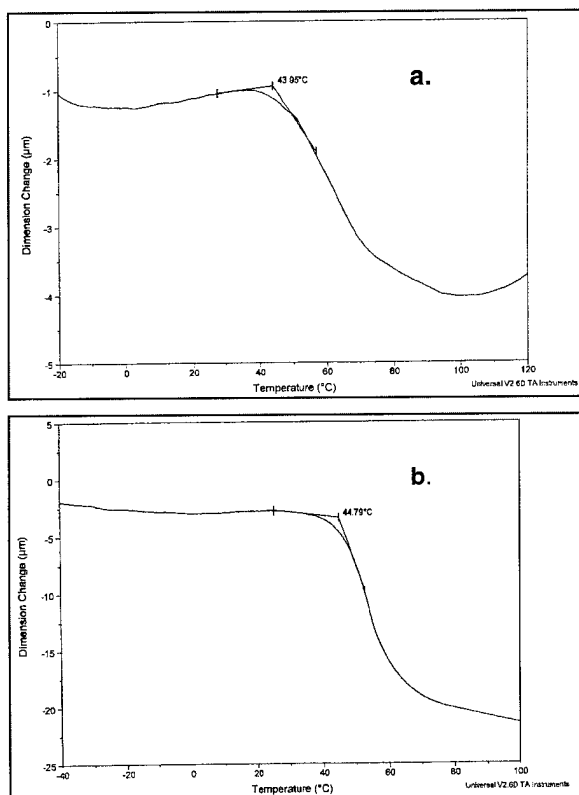 0
a.
43.95°C
-1
-2
-3
-4
-5
Dimension Change (µm)
-20 0 20 40 60 80 100 120
Temperature (°C)
Universal V2.6D TA Instruments
5
b.
0
44.79°C
-5
-10
-15
-20
-25
Dimension Change (µm)
-40 -20 0 20 40 60 80 100
Temperature (°C)
Universal V2.6D TA Instruments